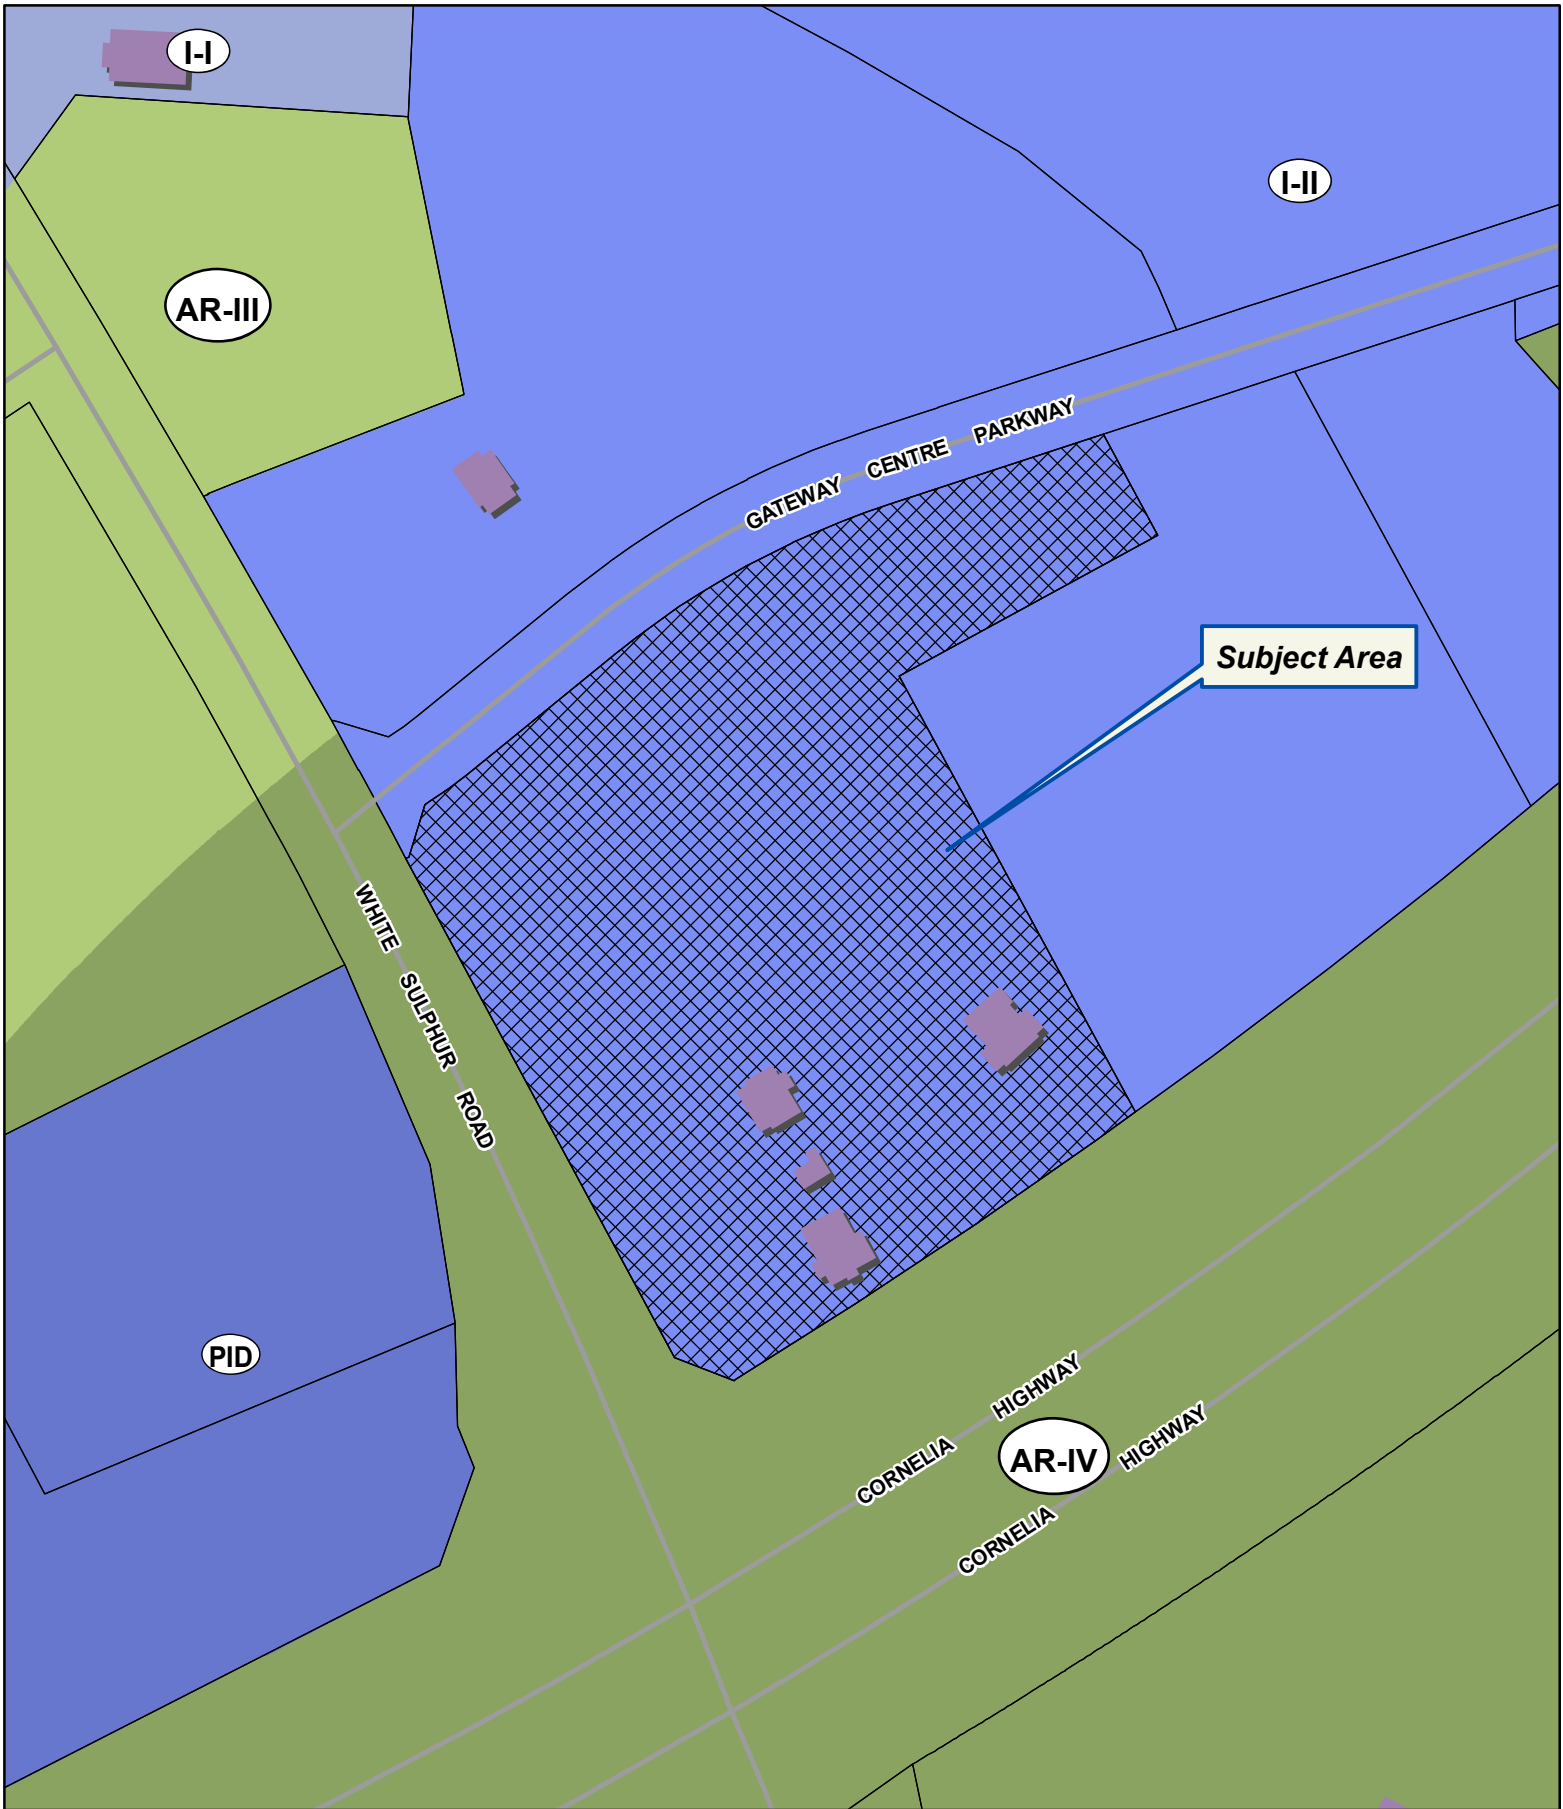 I-I
I-II
AR-III
GATEWAY CENTRE PARKWAY
Subject Area
WHITE SULPHUR ROAD
PID
CORNELIA HIGHWAY
AR-IV
CORNELIA HIGHWAY